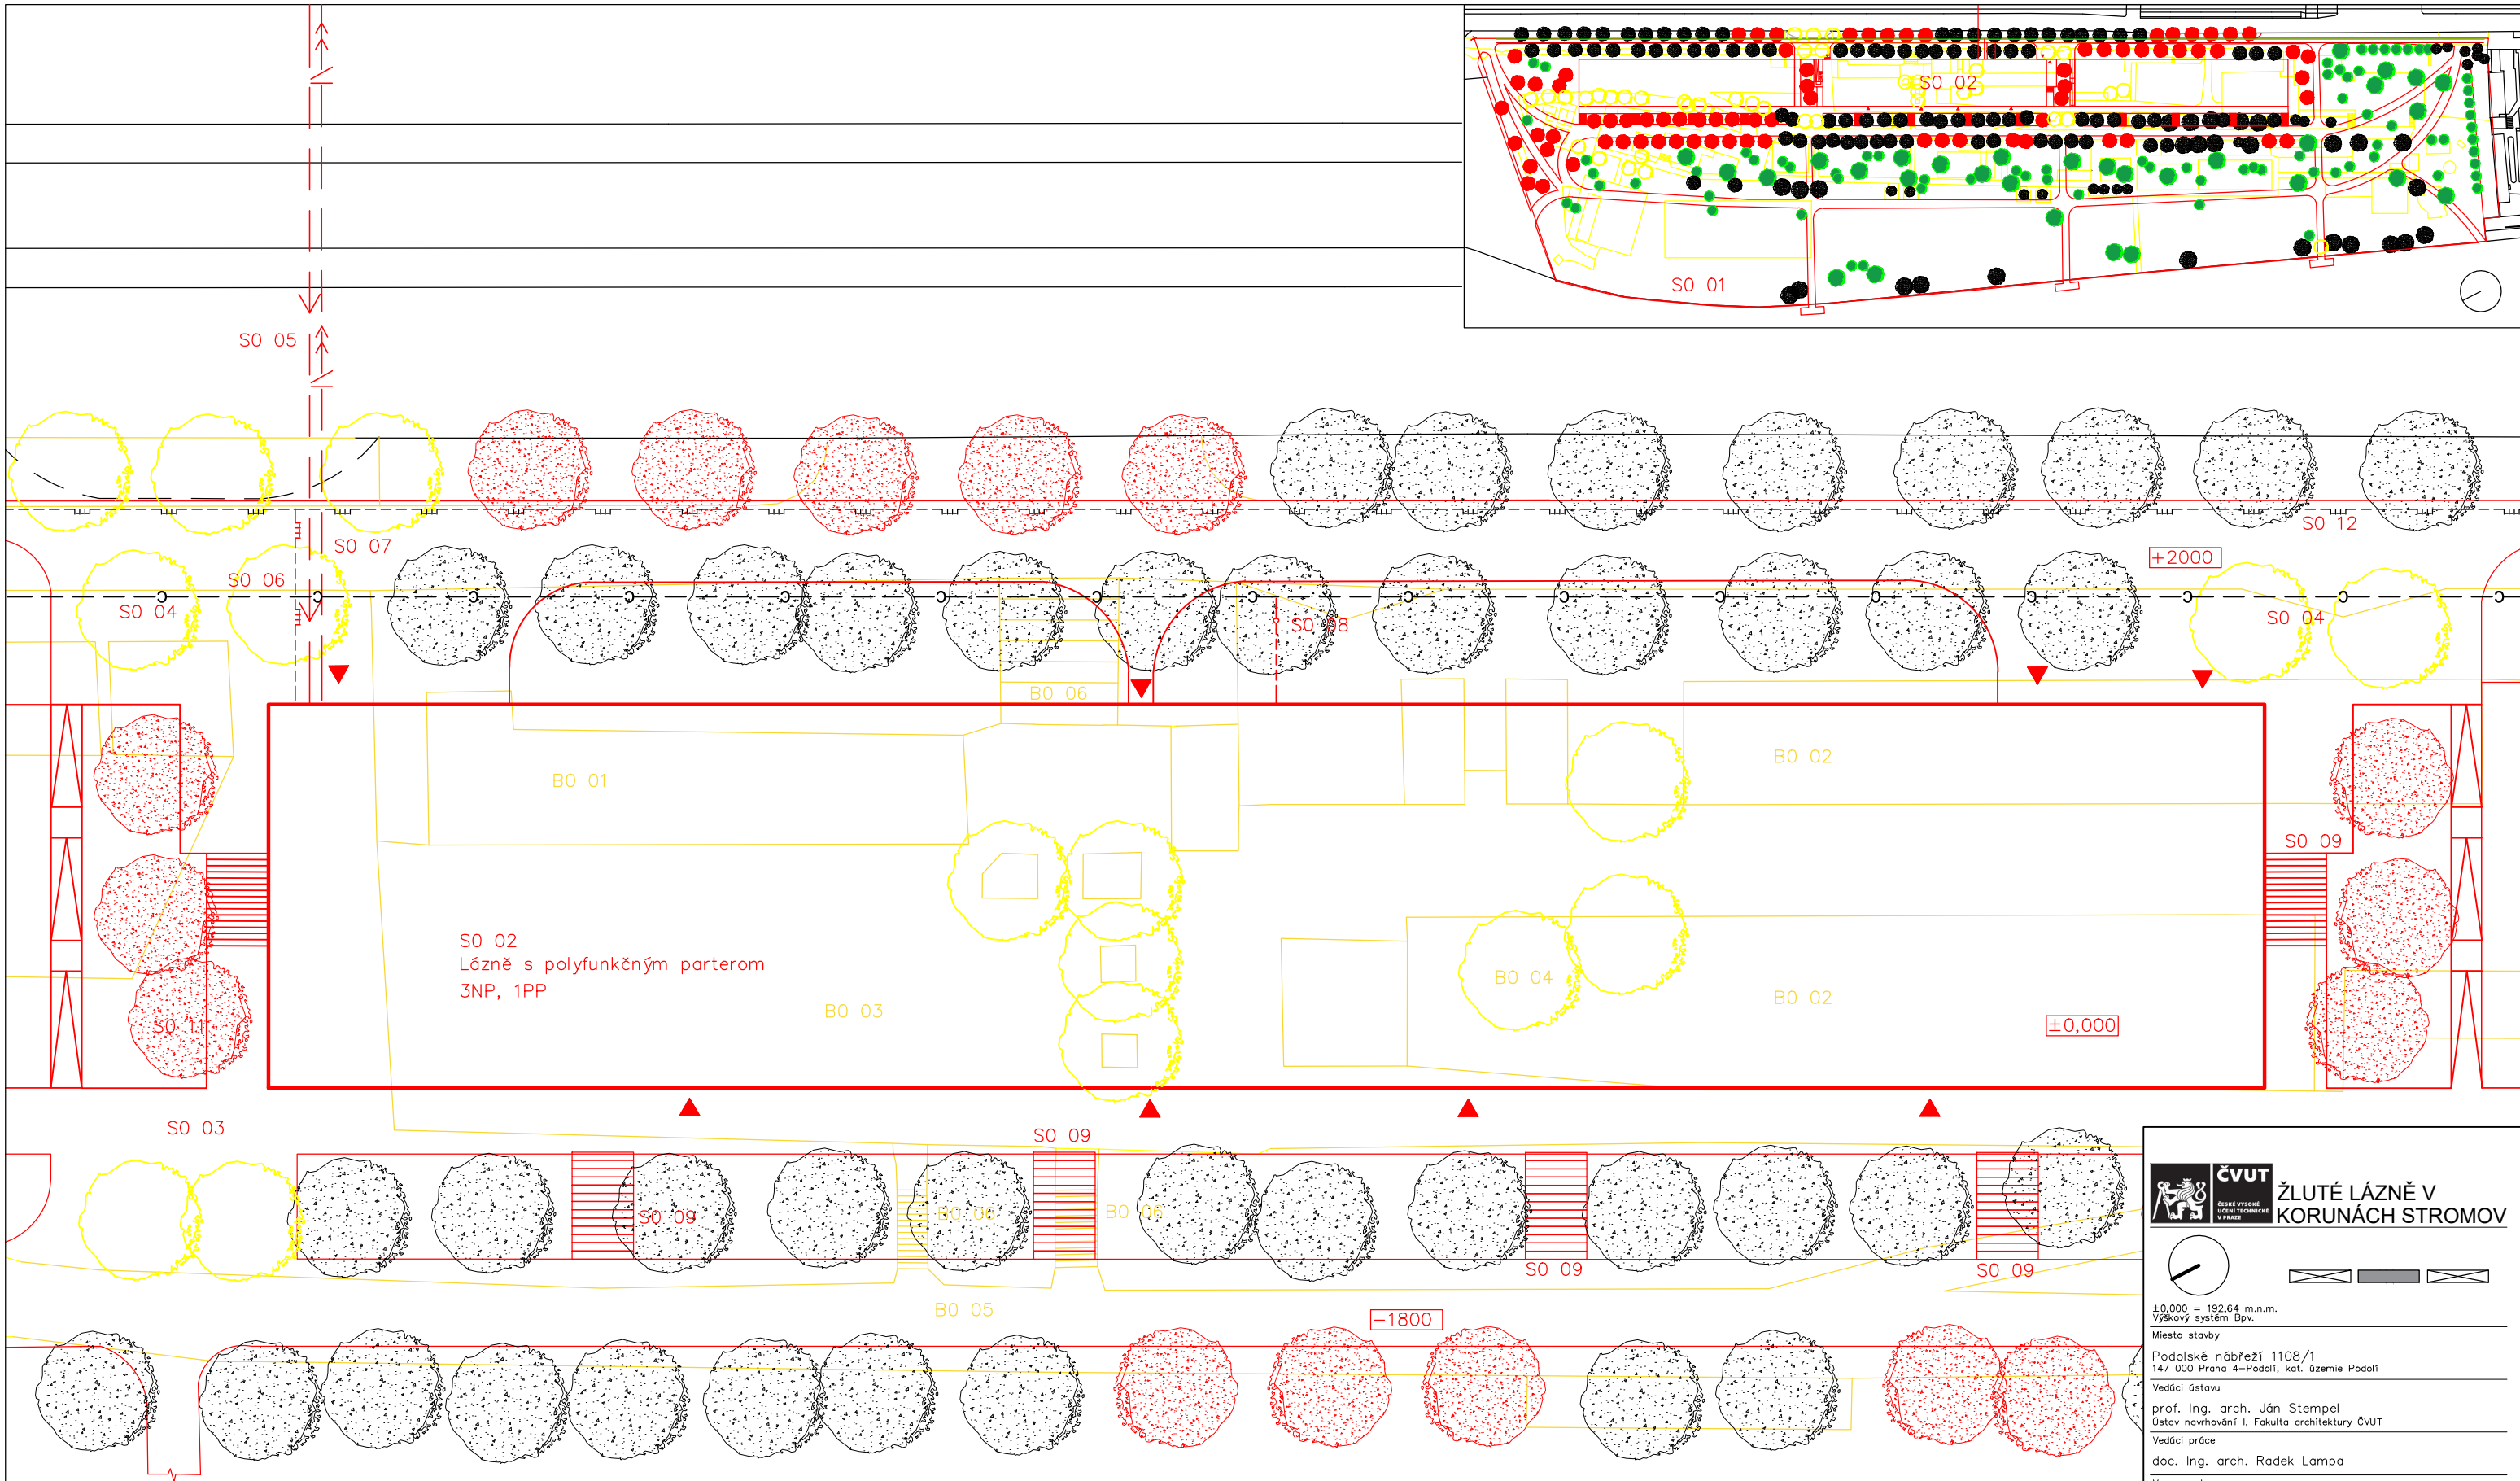 SO 02
SO 01
SO 05
SO 12
SO 07
+2000
SO 06
SO 04
SO 04
SO 08
BO 06
BO 02
BO 01
SO 09
SO 02
Lázně s polyfunkčným parterom
3NP, 1PP
BO 04
BO 02
BO 03
SO 11
±0,000
SO 03
SO 09
SO 09
BO 06
BO 06
SO 09
SO 09
BO 05
-1800
ČVUT
ČESKÉ VYSOKÉ
UČENÍ TECHNICKÉ
V PRAZE
ŽLUTÉ LÁZNĚ V
KORUNÁCH STROMOV
±0,000 = 192,64 m.n.m.
Výškový systém Bpv.
Miesto stavby
Podolské nábřeží 1108/1
147 000 Praha 4-Podolí, kat. územie Podolí
Vedúci ústavu
prof. Ing. arch. Ján Stempel
Ústav navrhování I, Fakulta architektury ČVUT
Vedúci práce
doc. Ing. arch. Radek Lampa